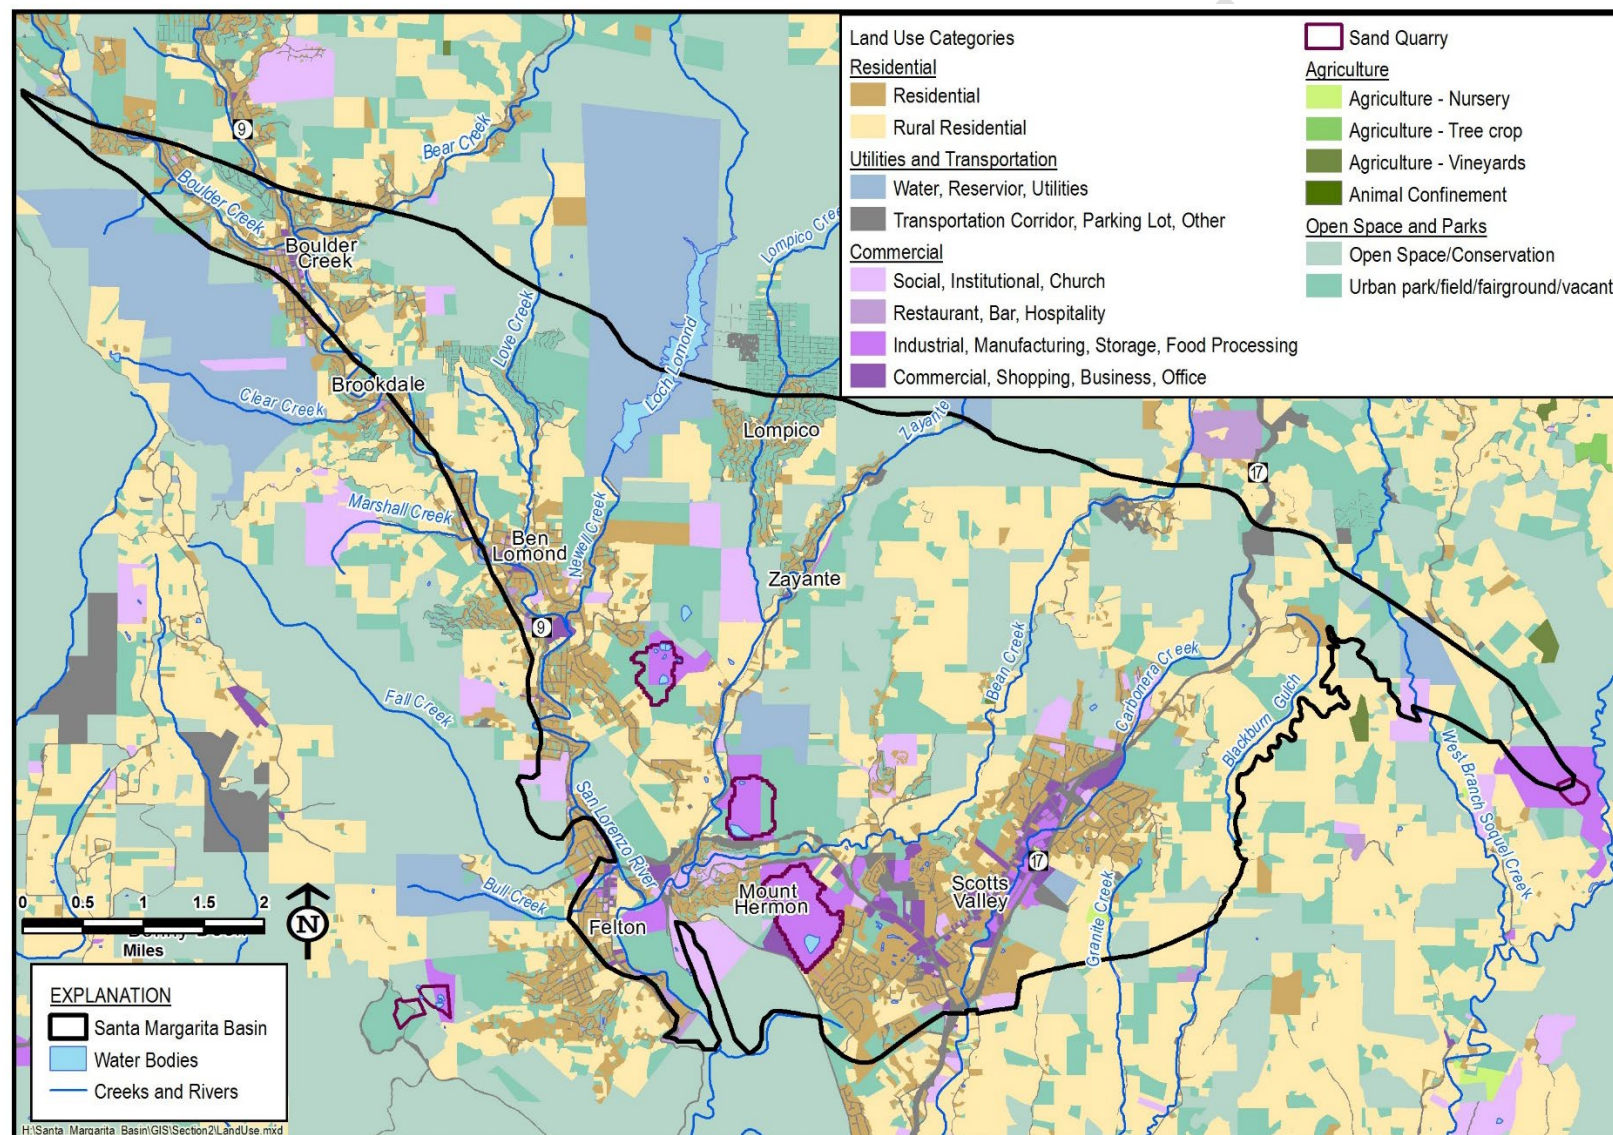 Land Use Categories
Residential
Residential
Rural Residential
Utilities and Transportation
Water, Reservior, Utilities
Transportation Corridor, Parking Lot, Other
Commercial
Social, Institutional, Church
Restaurant, Bar, Hospitality
Industrial, Manufacturing, Storage, Food Processing
Commercial, Shopping, Business, Office
Sand Quarry
Agriculture
Agriculture - Nursery
Agriculture - Tree crop
Agriculture - Vineyards
Animal Confinement
Open Space and Parks
Open Space/Conservation
Urban park/field/fairground/vacant
9
Bear Creek
Boulder Creek
Boulder
Creek
Lompico Cree
Love Creek
Loch Lomond
Brookdale
Clear Creek
Lompico
Zayante
17
Marshall Creek
Ben
Lomond
Newell Creek
Zayante
9
Bean Creek
Carbonera Creek
Blackburn Gulch
Fall Creek
San Lorenzo River
West Branch Soquel Creek
17
Bull Creek
Mount
Hermon
Scotts
Valley
Granite Creek
Felton
0 0.5 1 1.5 2
Miles
N
EXPLANATION
Santa Margarita Basin
Water Bodies
Creeks and Rivers
H:\Santa_Margarita_Basin\GIS\Section2\LandUse.mxd